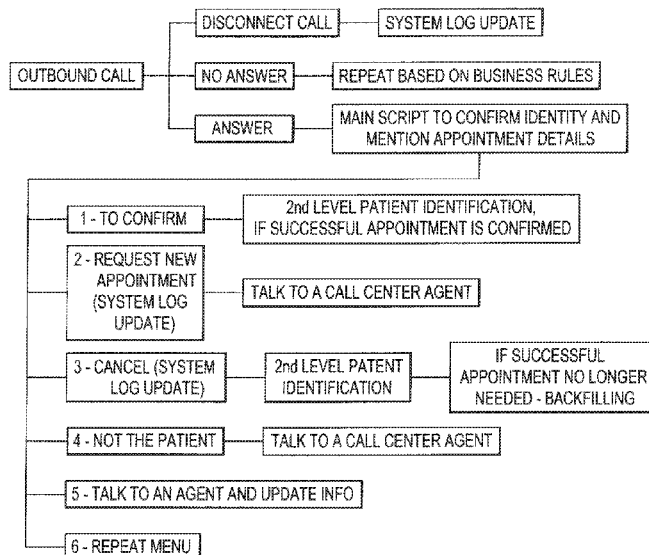 DISCONNECT CALL
SYSTEM LOG UPDATE
OUTBOUND CALL
NO ANSWER
REPEAT BASED ON BUSINESS RULES
ANSWER
MAIN SCRIPT TO CONFIRM IDENTITY AND
MENTION APPOINTMENT DETAILS
1 - TO CONFIRM
2nd LEVEL PATIENT IDENTIFICATION,
IF SUCCESSFUL APPOINTMENT IS CONFIRMED
2 - REQUEST NEW
APPOINTMENT
(SYSTEM LOG
UPDATE)
TALK TO A CALL CENTER AGENT
3 - CANCEL (SYSTEM
LOG UPDATE)
2nd LEVEL PATENT
IDENTIFICATION
IF SUCCESSFUL
APPOINTMENT NO LONGER
NEEDED - BACKFILLING
4 - NOT THE PATIENT
TALK TO A CALL CENTER AGENT
5 - TALK TO AN AGENT AND UPDATE INFO
6 - REPEAT MENU